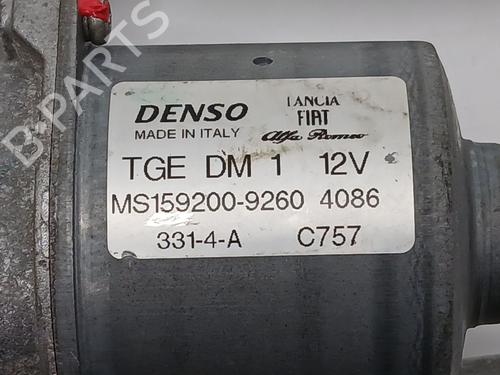 DENSO
MADE IN ITALY
LANCIA
FIAT
Alfa Romeo
TGE DM 1 12V
MS159200-9260 4086
331-4-A C757
B-PARTS